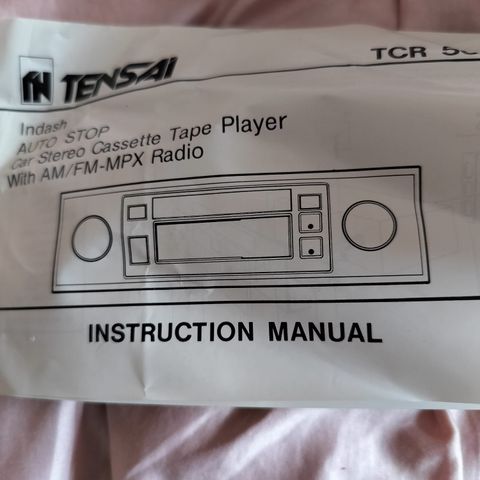 TENSAI
TCR
Indash
AUTO STOP
Car Stereo Cassette Tape Player
With AM/FM-MPX Radio
INSTRUCTION MANUAL